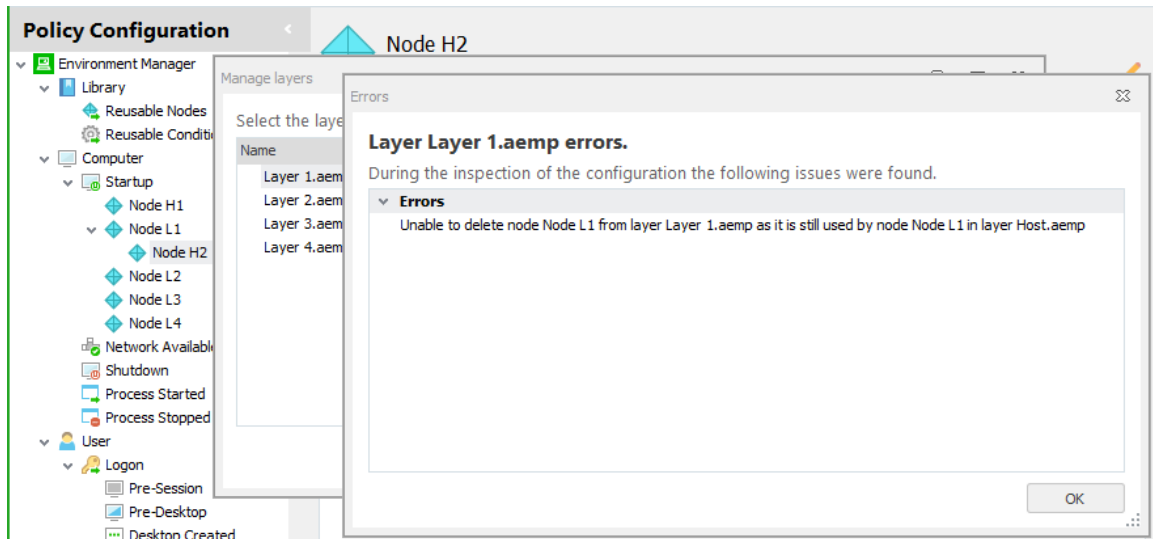 Policy Configuration
Node H2
Environment Manager
Library
Reusable Nodes
Reusable Conditi
Computer
Startup
Node H1
Node L1
Node H2
Node L2
Node L3
Node L4
Network Availabl
Shutdown
Process Started
Process Stopped
User
Logon
Pre-Session
Pre-Desktop
Desktop Created
Manage layers
Select the laye
Name
Layer 1.aem
Layer 2.aem
Layer 3.aem
Layer 4.aem
Errors
Layer Layer 1.aemp errors.
During the inspection of the configuration the following issues were found.
Errors
Unable to delete node Node L1 from layer Layer 1.aemp as it is still used by node Node L1 in layer Host.aemp
OK